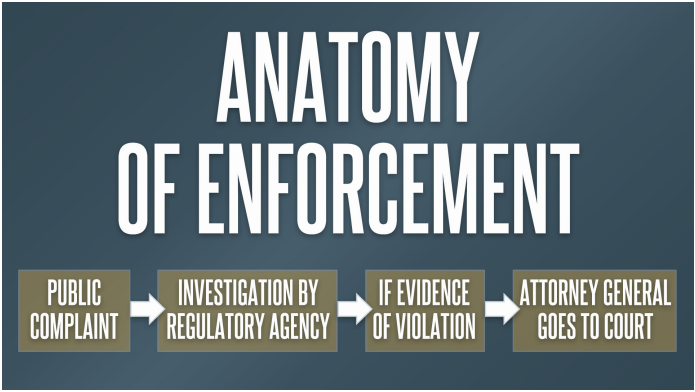 ANATOMY
OF ENFORCEMENT
PUBLIC
COMPLAINT
INVESTIGATION BY
REGULATORY AGENCY
IF EVIDENCE
OF VIOLATION
ATTORNEY GENERAL
GOES TO COURT